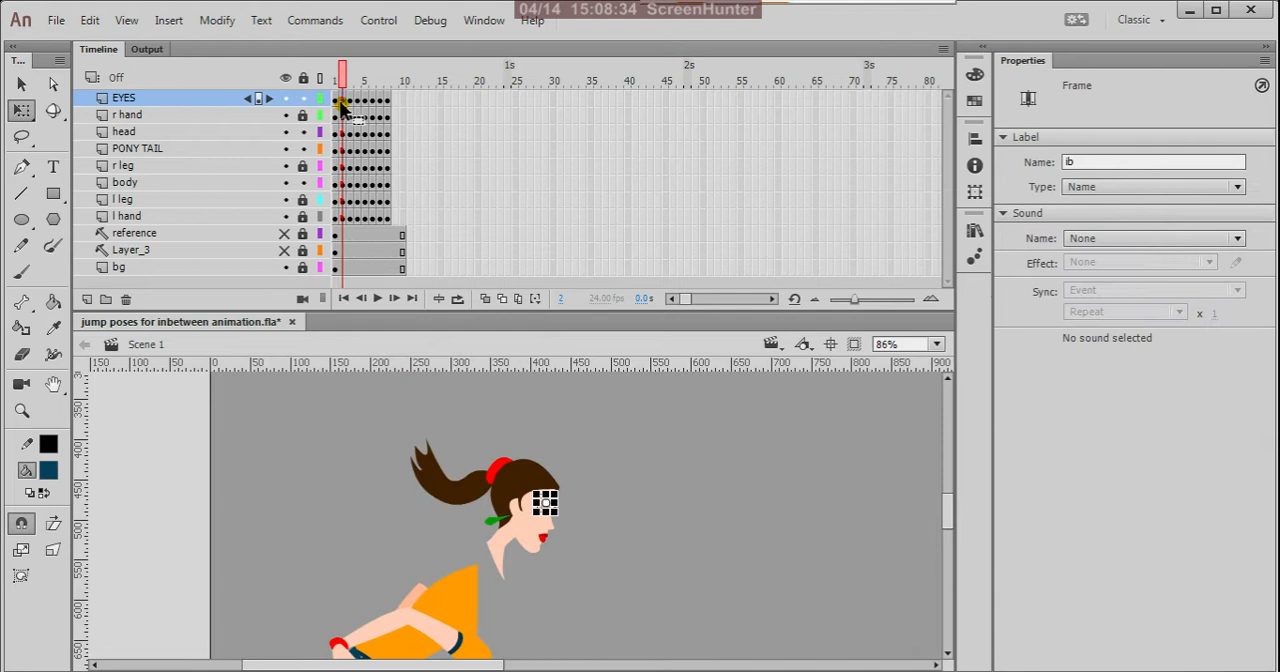 04/14 15:08:34 ScreenHunter
An File Edit View Insert Modify Text Commands Control Debug Window Help Classic
T... Timeline Output Properties
Off 1 5 10 15 20 1s 25 30 35 40 2s 45 50 55 60 3s 65 70 75 80
EYES
r hand
head
PONY TAIL
r leg
body
l leg
l hand
reference
Layer_3
bg
2 24.00fps 0.0s
jump poses for inbetween animation.fla*
Scene 1 86%
150 100 50 0 50 100 150 200 250 300 350 400 450 500 550 600 650 700 750 800 850 900
350
400
450
500
550
600
650
Frame
Label
Name: ib
Type: Name
Sound
Name: None
Effect: None
Sync: Event
Repeat x 1
No sound selected